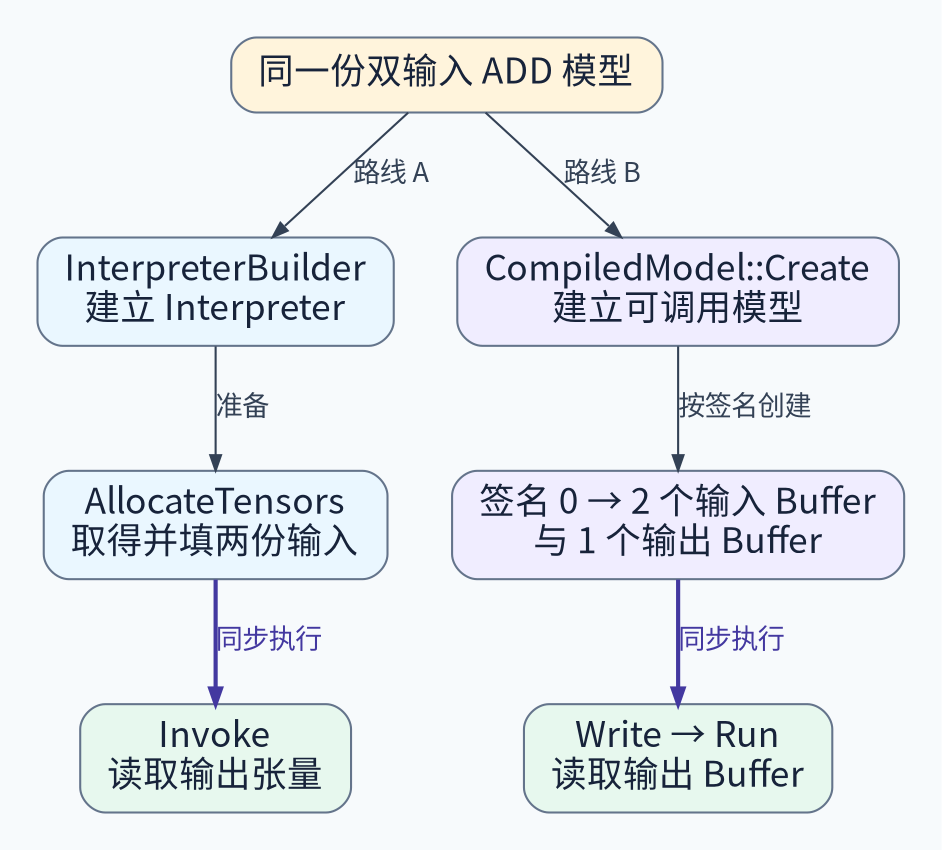 同一份双输入 ADD 模型
路线 A
路线 B
InterpreterBuilder
建立 Interpreter
CompiledModel::Create
建立可调用模型
准备
按签名创建
AllocateTensors
取得并填两份输入
签名 0 → 2 个输入 Buffer
与 1 个输出 Buffer
同步执行
同步执行
Invoke
读取输出张量
Write → Run
读取输出 Buffer